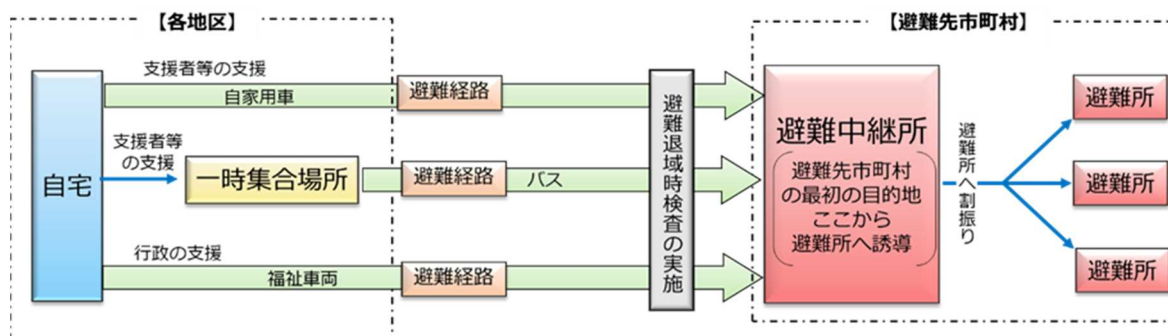 【各地区】
【避難先市町村】
自宅
支援者等の支援
自家用車
避難経路
支援者等
の支援
一時集合場所
避難経路
バス
行政の支援
福祉車両
避難経路
避難退域時検査の実施
避難中継所
避難先市町村
の最初の目的地
ここから
避難所へ誘導
避難所へ割振り
避難所
避難所
避難所